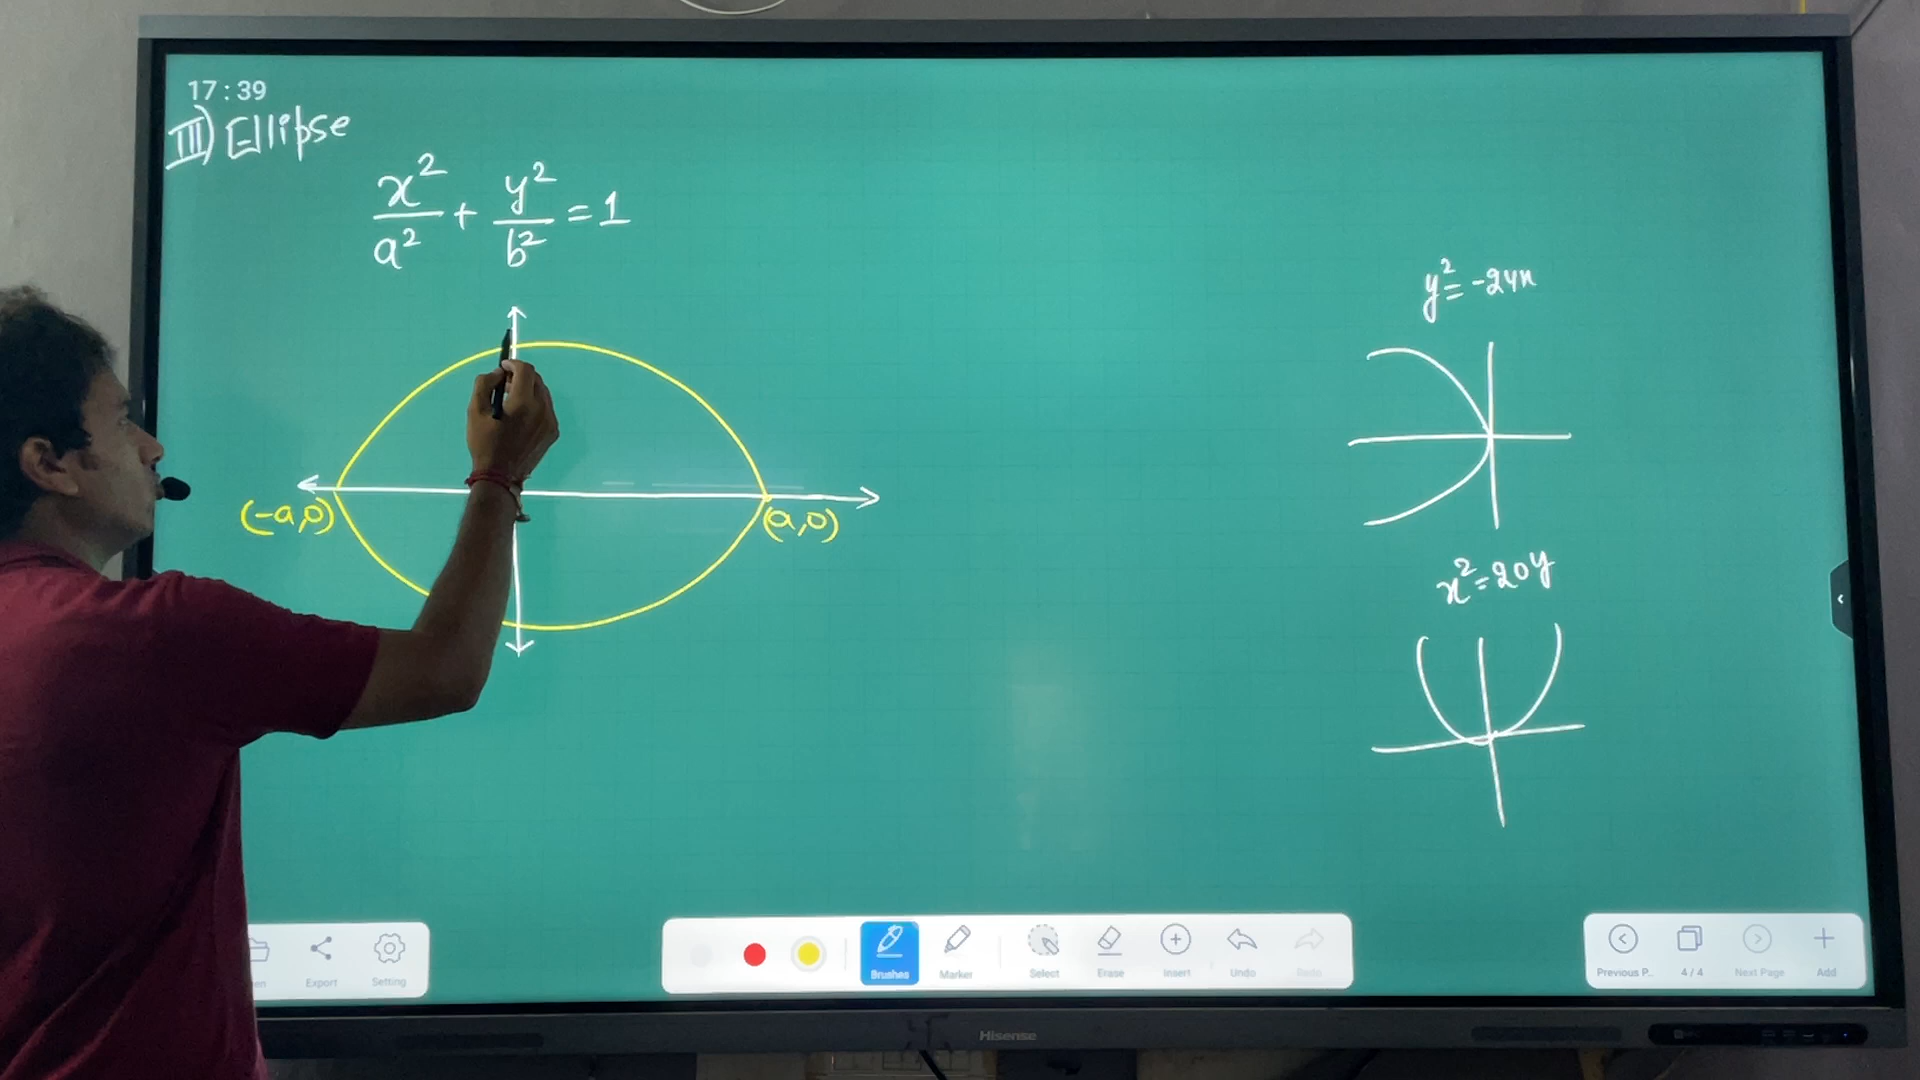 17:39
III) Ellipse
x²/a² + y²/b² = 1
(-a,0)
(a,0)
y² = -24x
x² = 20y
Export
Setting
Brushes
Marker
Select
Erase
Insert
Undo
Redo
Previous P..
4/4
Next Page
Add
Hisense